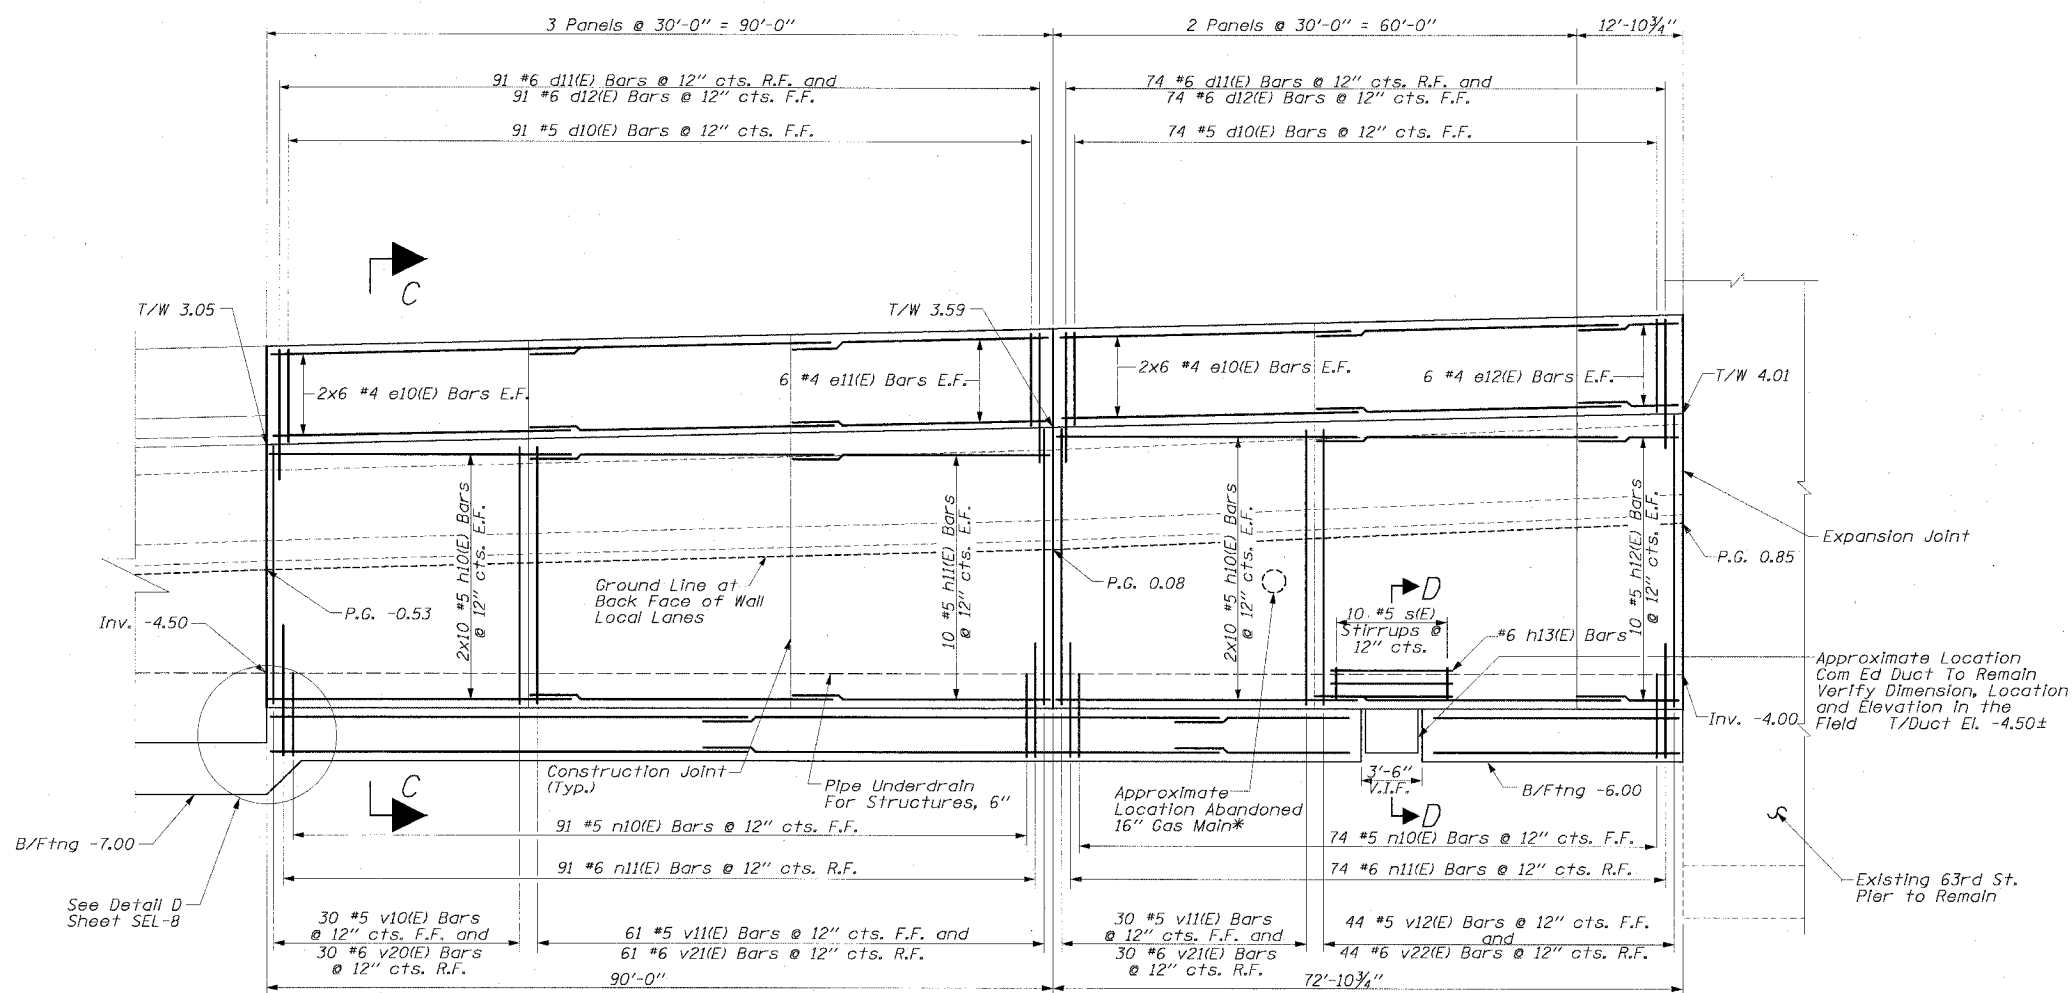 3 Panels @ 30'-0" = 90'-0"
2 Panels @ 30'-0" = 60'-0"
12'-10¾"
91 #6 d11(E) Bars @ 12" cts. R.F. and
91 #6 d12(E) Bars @ 12" cts. F.F.
74 #6 d11(E) Bars @ 12" cts. R.F. and
74 #6 d12(E) Bars @ 12" cts. F.F.
91 #5 d10(E) Bars @ 12" cts. F.F.
74 #5 d10(E) Bars @ 12" cts. F.F.
C
T/W 3.05
T/W 3.59
2x6 #4 e10(E) Bars E.F.
6 #4 e11(E) Bars E.F.
2x6 #4 e10(E) Bars E.F.
6 #4 e12(E) Bars E.F.
T/W 4.01
2x10 #5 h10(E) Bars
@ 12" cts. E.F.
10 #5 h11(E) Bars
@ 12" cts. E.F.
2x10 #5 h10(E) Bars
@ 12" cts. E.F.
10 #5 h12(E) Bars
@ 12" cts. E.F.
Expansion Joint
P.G. 0.85
Ground Line at
Back Face of Wall
Local Lanes
P.G. 0.08
P.G. -0.53
Inv. -4.50
D
10 #5 s(E)
Stirrups @
12" cts.
#6 h13(E) Bars
Approximate Location
Com Ed Duct To Remain
Verify Dimension, Location
and Elevation in the
Field T/Duct El. -4.50±
Inv. -4.00
Construction Joint
(Typ.)
C
Pipe Underdrain
For Structures, 6"
Approximate
Location Abandoned
16" Gas Main*
3'-6"
V.I.F.
D
B/Ftng -6.00
B/Ftng -7.00
91 #5 n10(E) Bars @ 12" cts. F.F.
74 #5 n10(E) Bars @ 12" cts. F.F.
91 #6 n11(E) Bars @ 12" cts. R.F.
74 #6 n11(E) Bars @ 12" cts. R.F.
Existing 63rd St.
Pier to Remain
See Detail D
Sheet SEL-8
30 #5 v10(E) Bars
@ 12" cts. F.F. and
30 #6 v20(E) Bars
@ 12" cts. R.F.
61 #5 v11(E) Bars @ 12" cts. F.F. and
61 #6 v21(E) Bars @ 12" cts. R.F.
30 #5 v11(E) Bars
@ 12" cts. F.F. and
30 #6 v21(E) Bars
@ 12" cts. R.F.
44 #5 v12(E) Bars @ 12" cts. F.F.
and
44 #6 v22(E) Bars @ 12" cts. R.F.
90'-0"
72'-10¾"